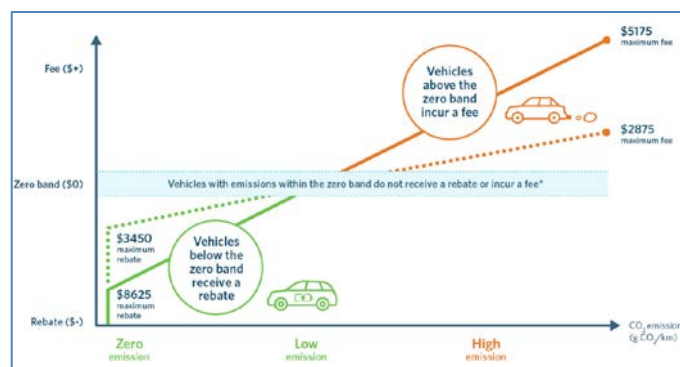 $5175
maximum fee
Fee ($+)
Vehicles
above the
zero band
incur a fee
$2875
maximum fee
Zero band ($0)
Vehicles with emissions within the zero band do not receive a rebate or incur a fee*
$3450
maximum
rebate
Vehicles
below the
zero band
receive a
rebate
$8625
maximum
rebate
Rebate ($-)
CO2 emission
(g CO2/km)
Zero
emission
Low
emission
High
emission